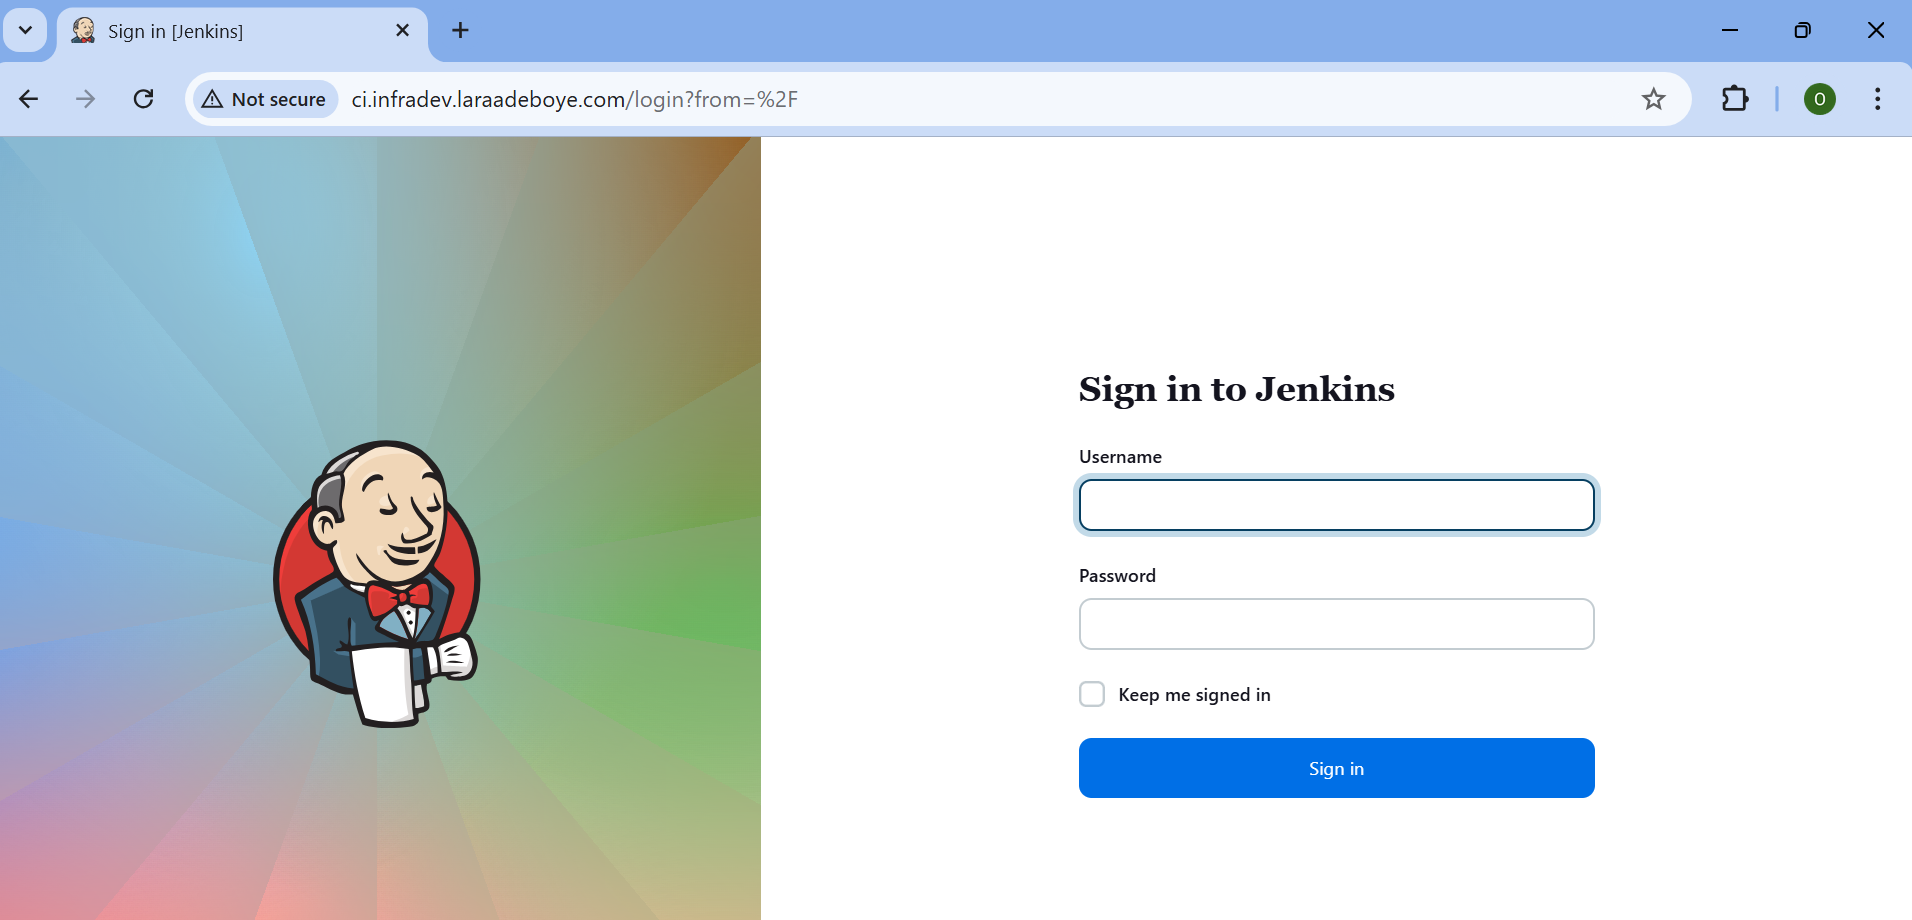 Sign in [Jenkins]
Not secure
ci.infradev.laraadeboye.com/login?from=%2F
O
Sign in to Jenkins
Username
Password
Keep me signed in
Sign in